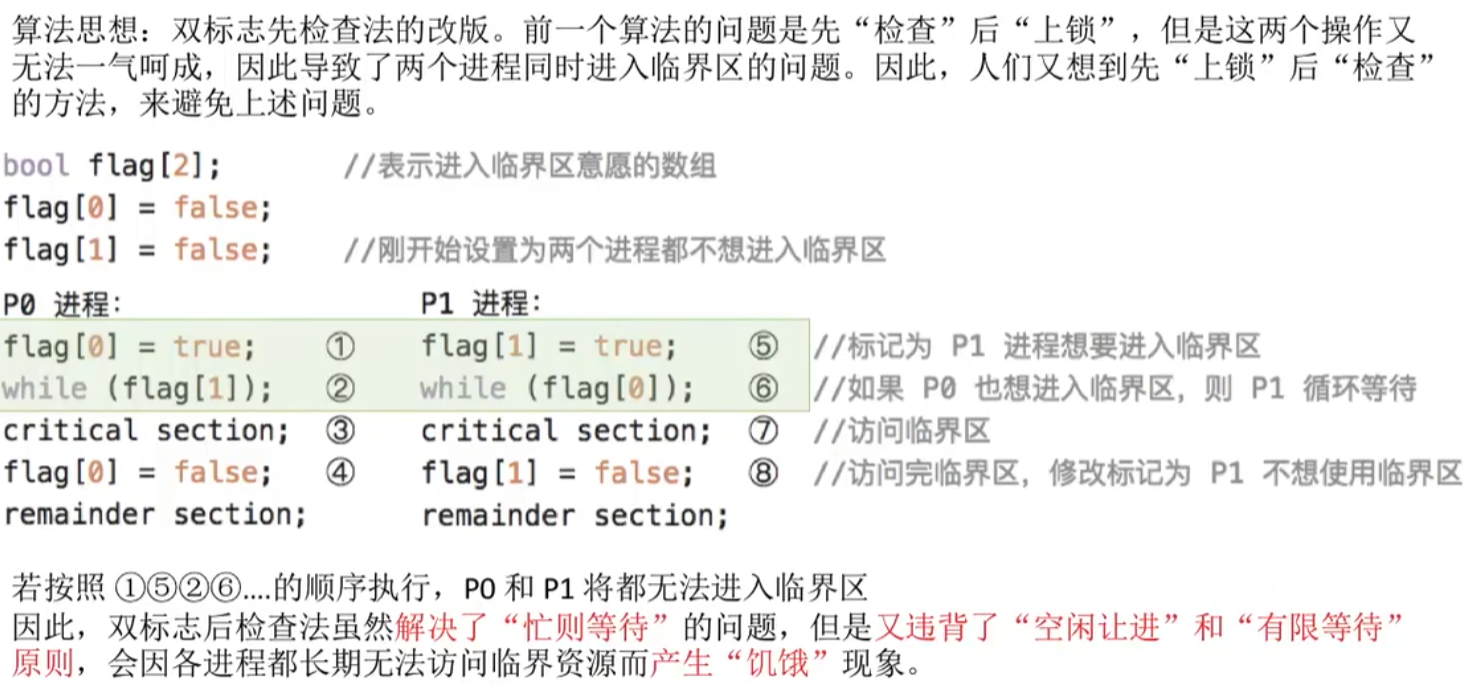 算法思想：双标志先检查法的改版。前一个算法的问题是先“检查”后“上锁”，但是这两个操作又
无法一气呵成，因此导致了两个进程同时进入临界区的问题。因此，人们又想到先“上锁”后“检查”
的方法，来避免上述问题。
bool flag[2]; //表示进入临界区意愿的数组
flag[0] = false;
flag[1] = false; //刚开始设置为两个进程都不想进入临界区
P0 进程： P1 进程：
flag[0] = true; ① flag[1] = true; ⑤ //标记为 P1 进程想要进入临界区
while (flag[1]); ② while (flag[0]); ⑥ //如果 P0 也想进入临界区，则 P1 循环等待
critical section; ③ critical section; ⑦ //访问临界区
flag[0] = false; ④ flag[1] = false; ⑧ //访问完临界区，修改标记为 P1 不想使用临界区
remainder section; remainder section;
若按照 ①⑤②⑥....的顺序执行，P0 和 P1 将都无法进入临界区
因此，双标志后检查法虽然解决了“忙则等待”的问题，但是又违背了“空闲让进”和“有限等待”
原则，会因各进程都长期无法访问临界资源而产生“饥饿”现象。